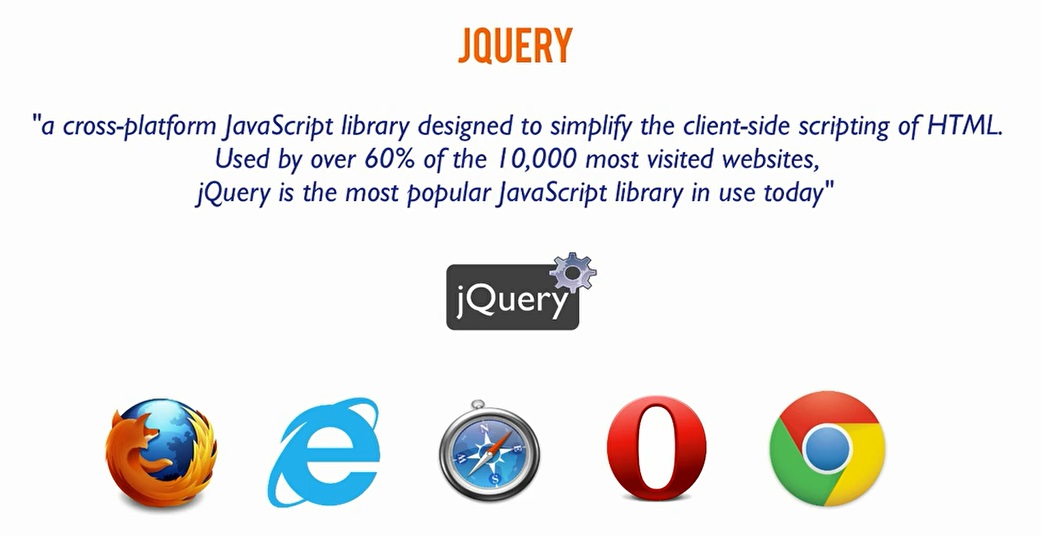 JQUERY
"a cross-platform JavaScript library designed to simplify the client-side scripting of HTML.
Used by over 60% of the 10,000 most visited websites,
jQuery is the most popular JavaScript library in use today"
jQuery
N
W E
S